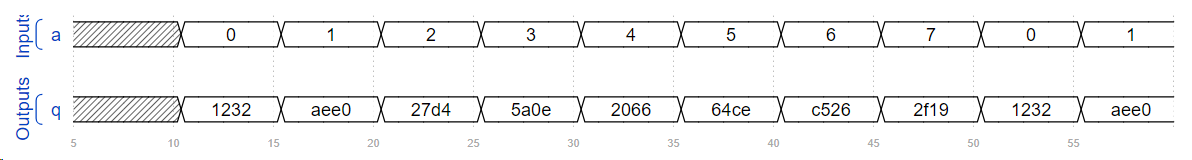 Inputs a 0 1 2 3 4 5 6 7 0 1
Outputs q 1232 aee0 27d4 5a0e 2066 64ce c526 2f19 1232 aee0
5 10 15 20 25 30 35 40 45 50 55